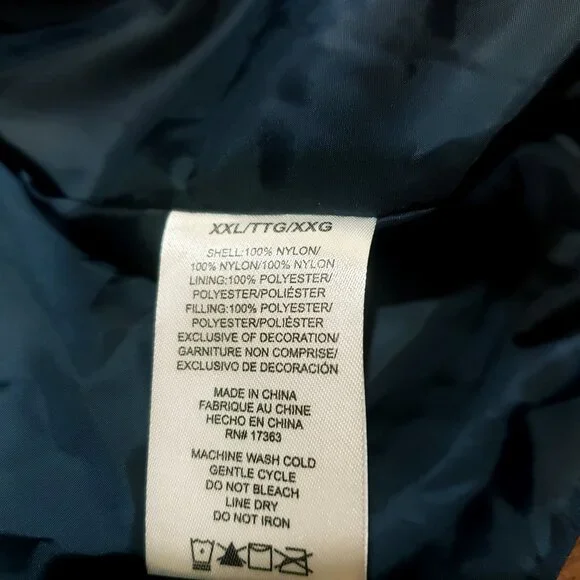 XXL/TTG/XXG
SHELL:100% NYLON/
100% NYLON/100% NYLON
LINING:100% POLYESTER/
POLYESTER/POLIÉSTER
FILLING:100% POLYESTER/
POLYESTER/POLIÉSTER
EXCLUSIVE OF DECORATION/
GARNITURE NON COMPRISE/
EXCLUSIVO DE DECORACIÓN
MADE IN CHINA
FABRIQUE AU CHINE
HECHO EN CHINA
RN# 17363
MACHINE WASH COLD
GENTLE CYCLE
DO NOT BLEACH
LINE DRY
DO NOT IRON